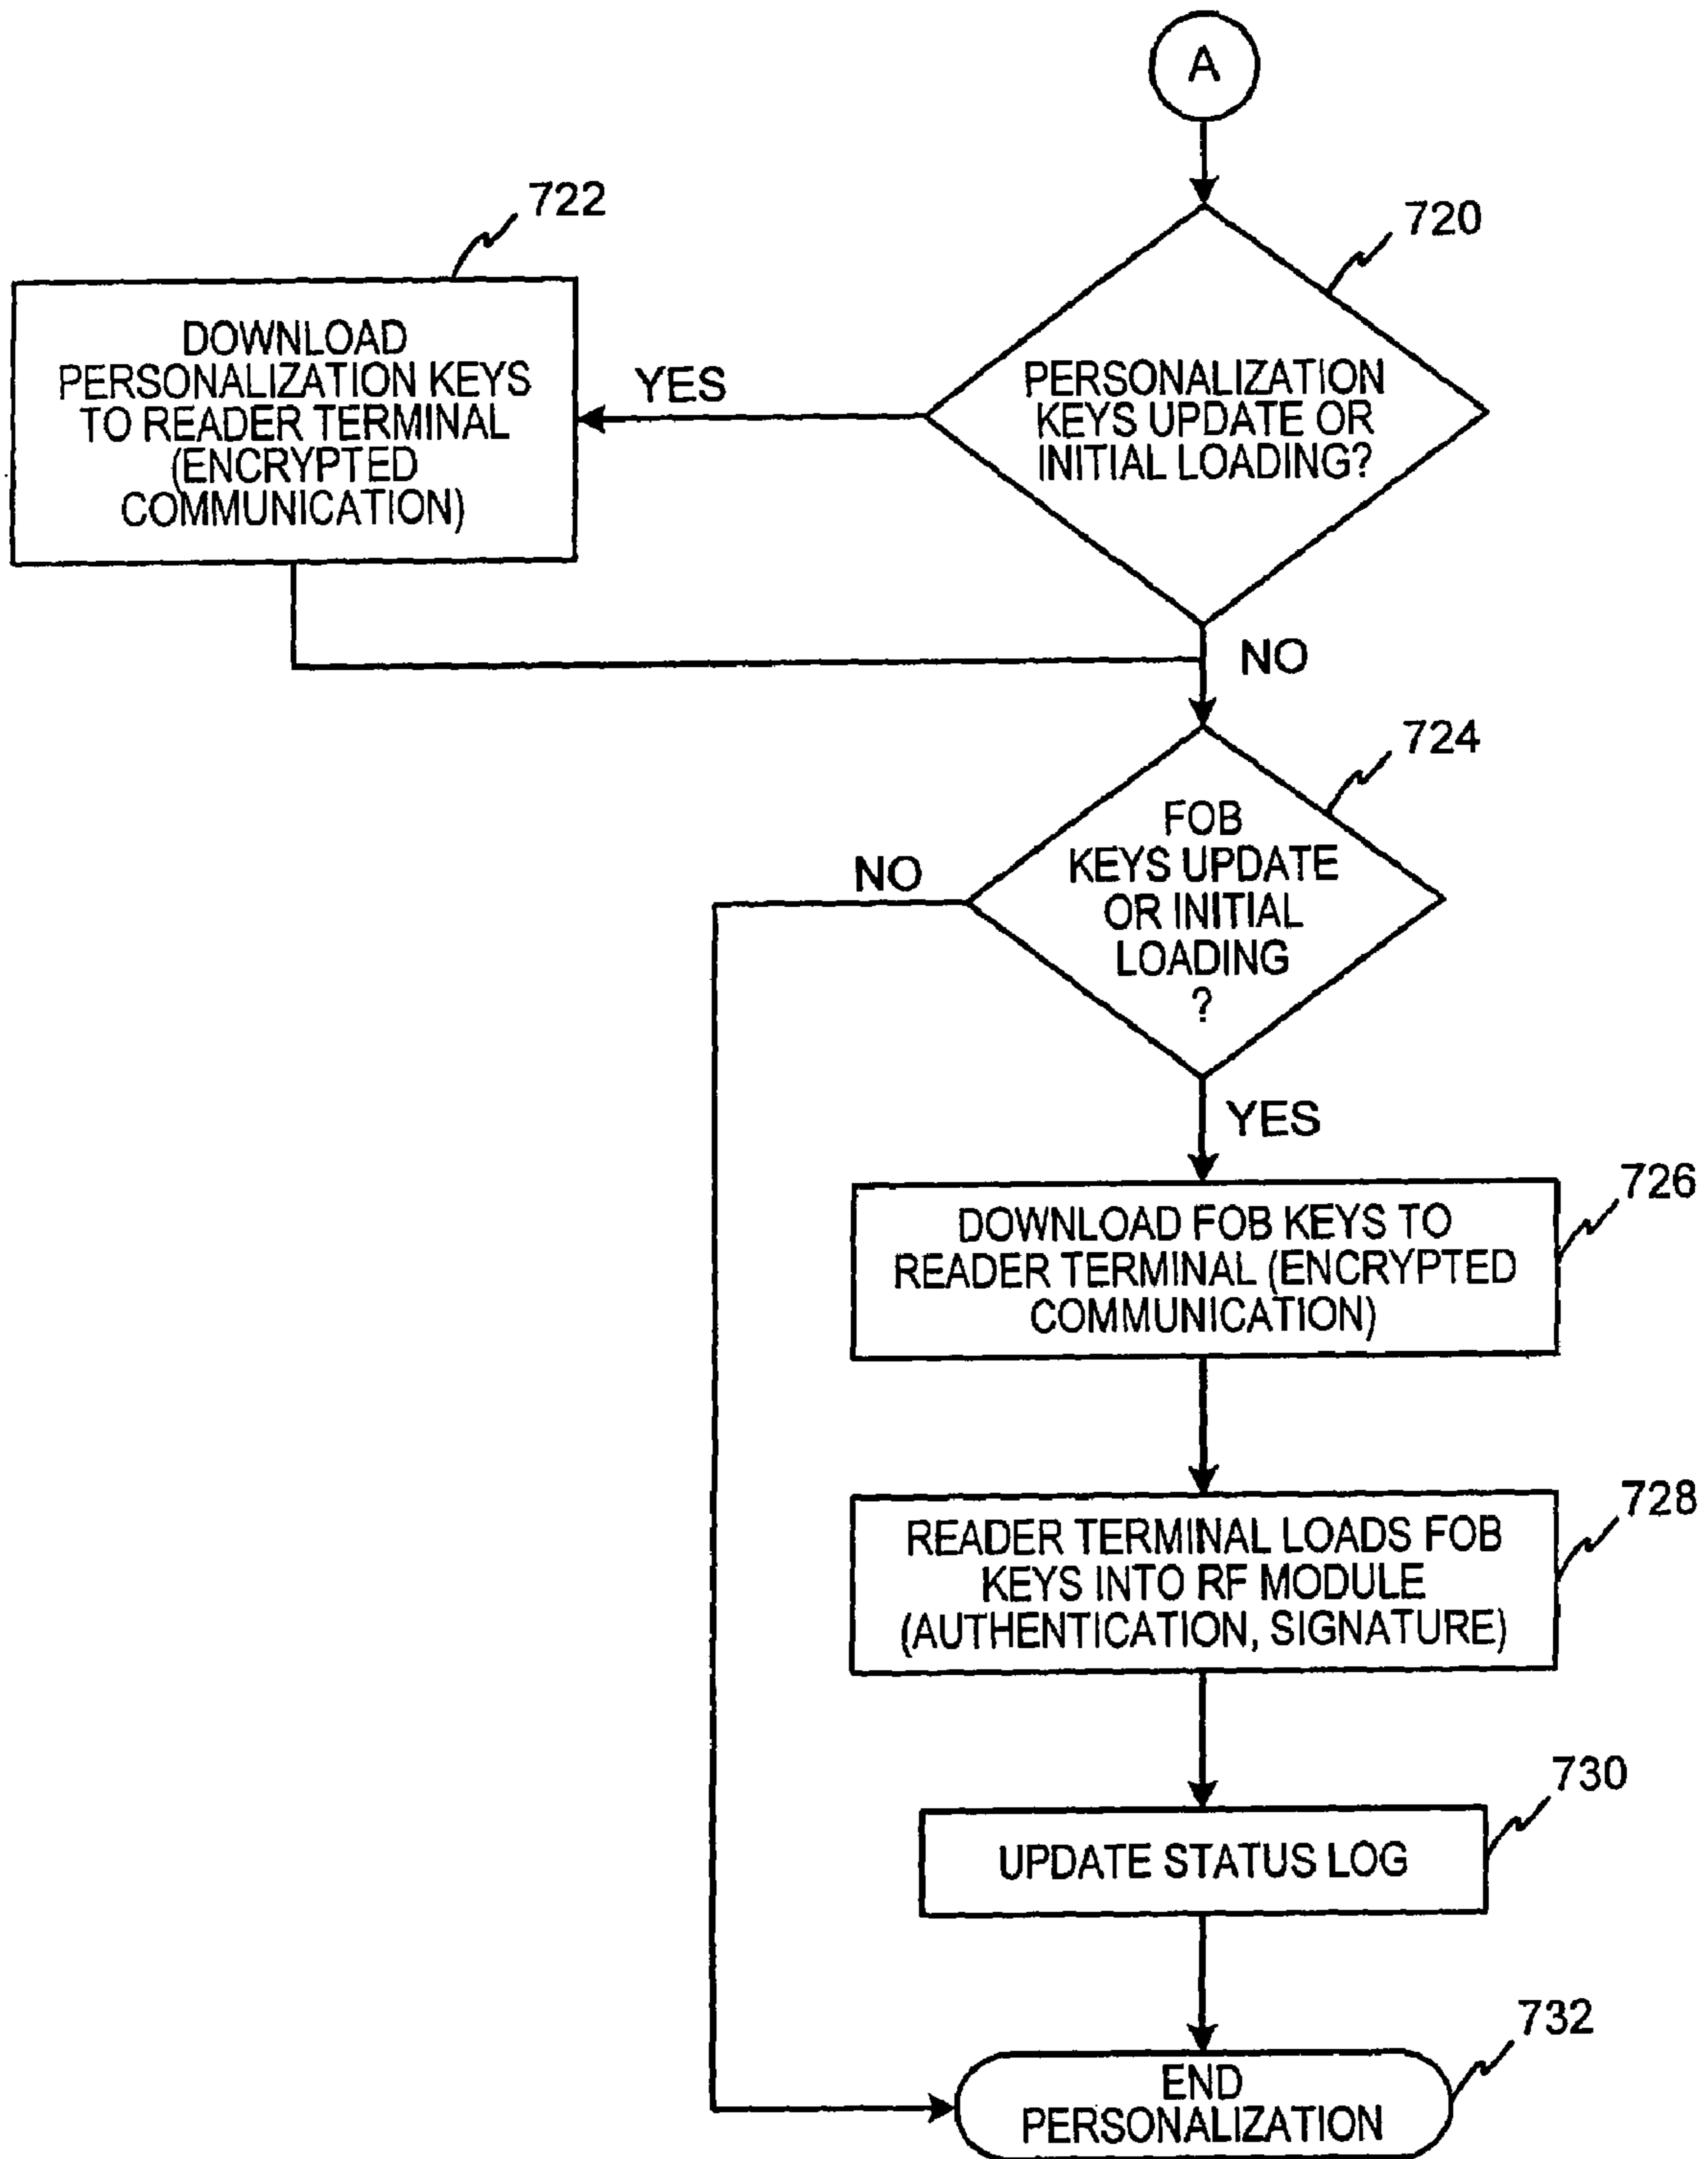 A
720
PERSONALIZATION
KEYS UPDATE OR
INITIAL LOADING?
YES
722
DOWNLOAD
PERSONALIZATION KEYS
TO READER TERMINAL
(ENCRYPTED
COMMUNICATION)
NO
724
FOB
KEYS UPDATE
OR INITIAL
LOADING
?
NO
YES
726
DOWNLOAD FOB KEYS TO
READER TERMINAL (ENCRYPTED
COMMUNICATION)
728
READER TERMINAL LOADS FOB
KEYS INTO RF MODULE
(AUTHENTICATION, SIGNATURE)
730
UPDATE STATUS LOG
732
END
PERSONALIZATION